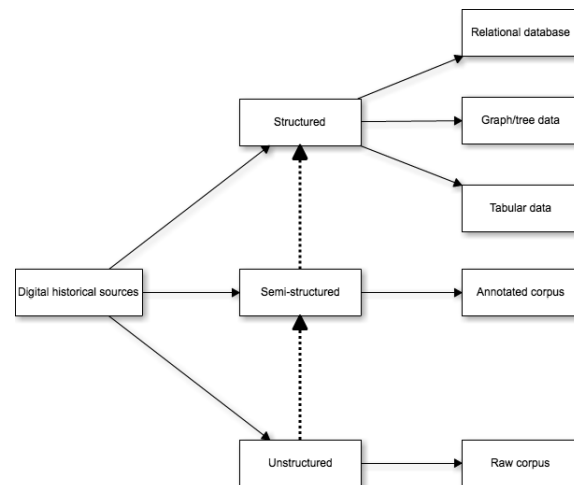 Relational database
Structured
Graph/tree data
Tabular data
Digital historical sources
Semi-structured
Annotated corpus
Unstructured
Raw corpus